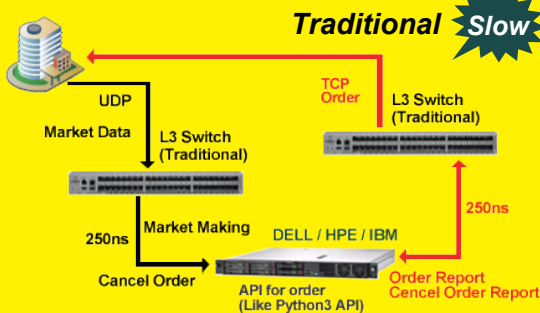 Traditional
Slow
UDP
Market Data
L3 Switch
(Traditional)
TCP
Order
L3 Switch
(Traditional)
250ns
Market Making
Cancel Order
DELL / HPE / IBM
API for order
(Like Python3 API)
250ns
Order Report
Cencel Order Report